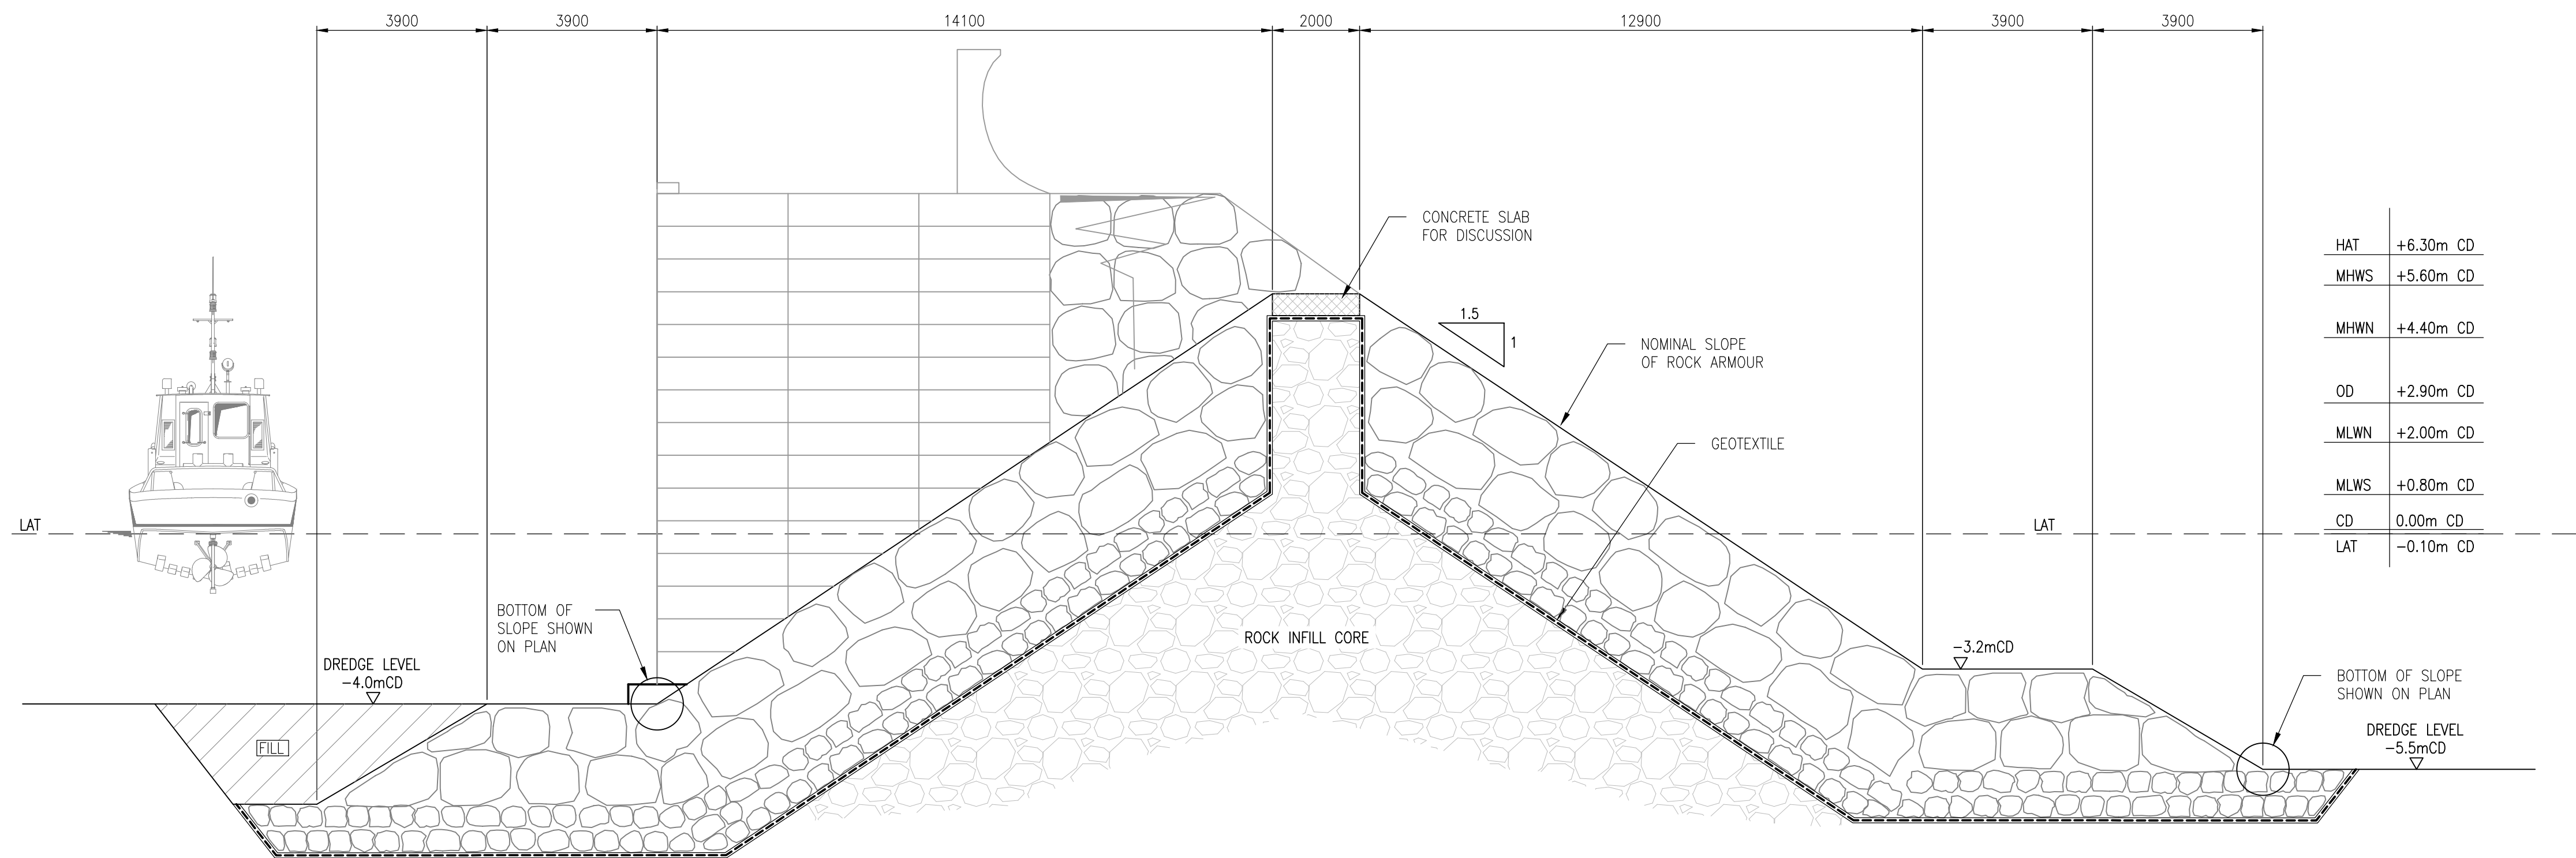 3900
3900
14100
2000
12900
3900
3900
CONCRETE SLAB
FOR DISCUSSION
1.5
1
NOMINAL SLOPE
OF ROCK ARMOUR
GEOTEXTILE
HAT +6.30m CD
MHWS +5.60m CD
MHWN +4.40m CD
OD +2.90m CD
MLWN +2.00m CD
MLWS +0.80m CD
CD 0.00m CD
LAT -0.10m CD
LAT
LAT
BOTTOM OF
SLOPE SHOWN
ON PLAN
ROCK INFILL CORE
DREDGE LEVEL
-4.0mCD
-3.2mCD
BOTTOM OF SLOPE
SHOWN ON PLAN
DREDGE LEVEL
-5.5mCD
FILL